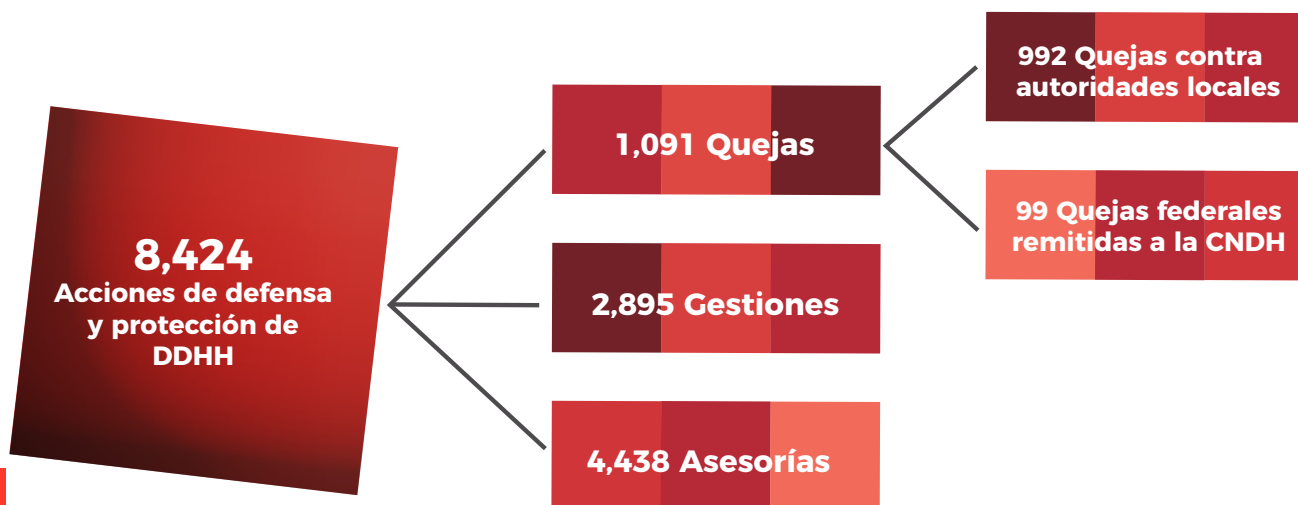 8,424
Acciones de defensa
y protección de
DDHH
1,091 Quejas
2,895 Gestiones
4,438 Asesorías
992 Quejas contra
autoridades locales
99 Quejas federales
remitidas a la CNDH